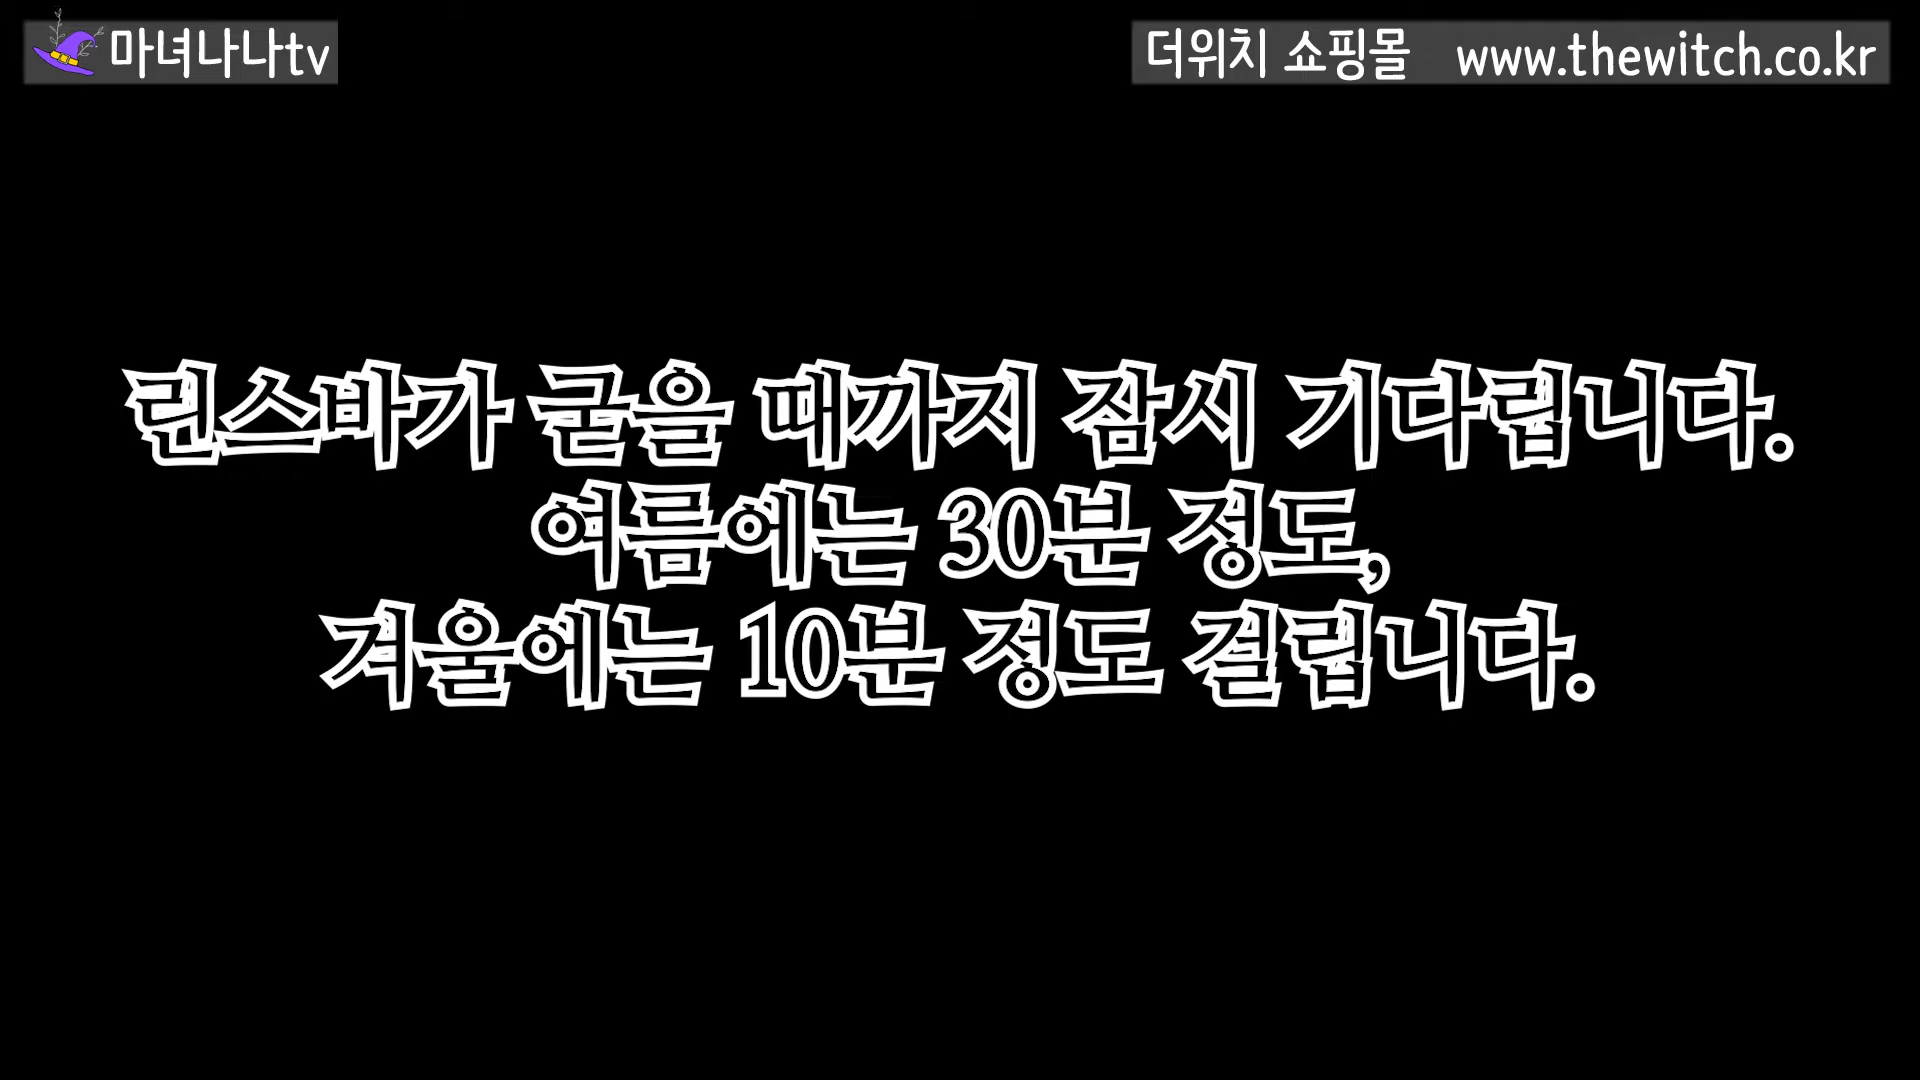 마녀나나tv
더위치 쇼핑몰 www.thewitch.co.kr
린스바가 굳을 때까지 잠시 기다립니다.
여름에는 30분 정도,
겨울에는 10분 정도 걸립니다.